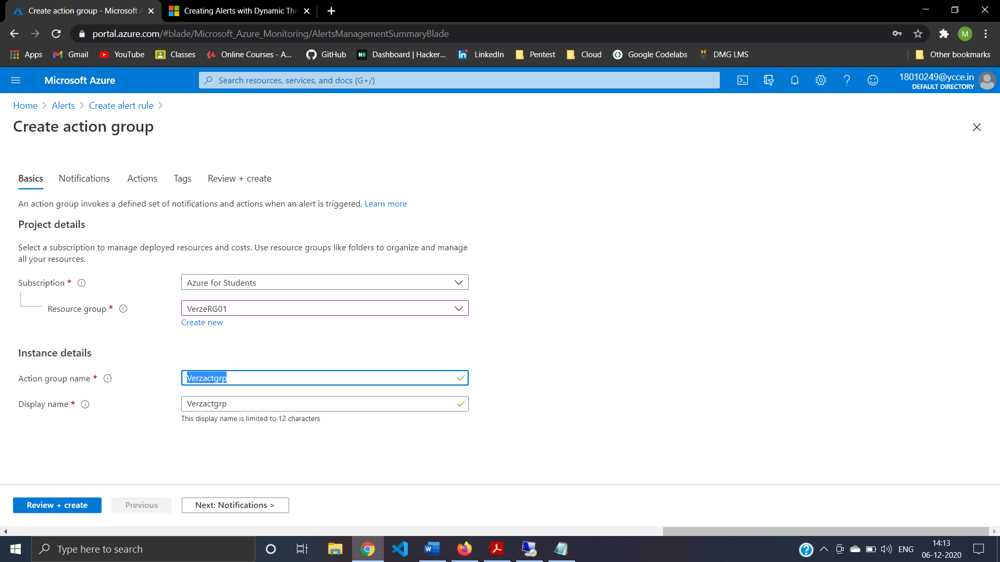 Create action group - Microsoft A
Creating Alerts with Dynamic Thr
portal.azure.com/#blade/Microsoft_Azure_Monitoring/AlertsManagementSummaryBlade
M
Apps
Gmail
YouTube
Classes
Online Courses - A...
GitHub
Dashboard | Hacker...
LinkedIn
Pentest
Cloud
Google Codelabs
DMG LMS
Other bookmarks
Microsoft Azure
Search resources, services, and docs (G+/)
18010249@ycce.in
DEFAULT DIRECTORY
Home > Alerts > Create alert rule >
Create action group
Basics
Notifications
Actions
Tags
Review + create
An action group invokes a defined set of notifications and actions when an alert is triggered. Learn more
Project details
Select a subscription to manage deployed resources and costs. Use resource groups like folders to organize and manage
all your resources.
Subscription *
Azure for Students
Resource group *
VerzeRG01
Create new
Instance details
Action group name *
Verzactgrp
Display name *
Verzactgrp
This display name is limited to 12 characters
Review + create
Previous
Next: Notifications >
Type here to search
ENG
14:13
06-12-2020